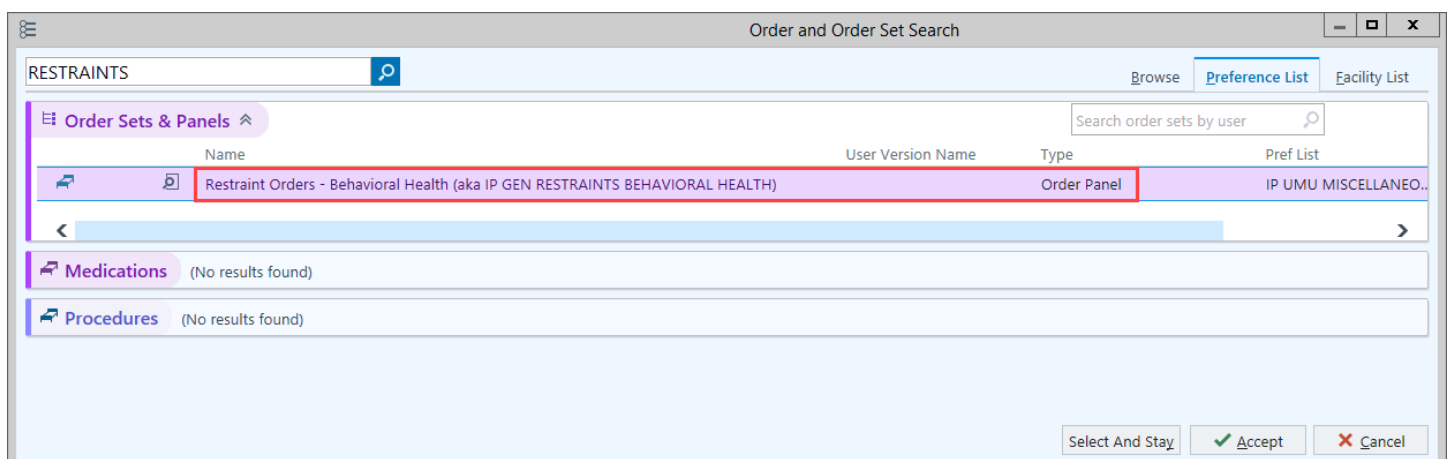 Order and Order Set Search
RESTRAINTS
Browse Preference List Facility List
Order Sets & Panels
Search order sets by user
Name User Version Name Type Pref List
Restraint Orders - Behavioral Health (aka IP GEN RESTRAINTS BEHAVIORAL HEALTH) Order Panel IP UMU MISCELLANEO..
Medications (No results found)
Procedures (No results found)
Select And Stay Accept Cancel